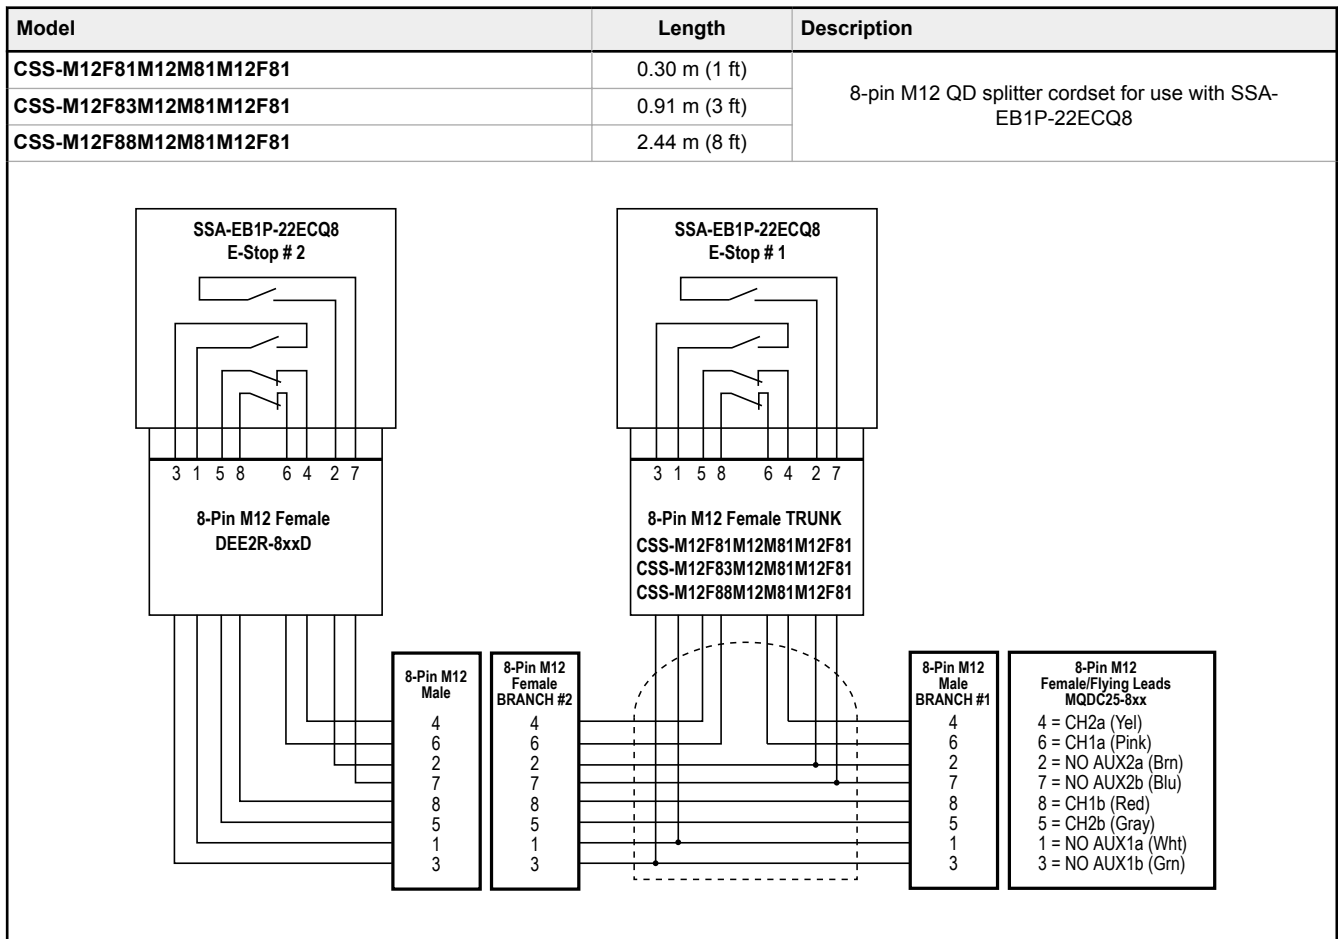 Model Length Description
CSS-M12F81M12M81M12F81 0.30 m (1 ft)
CSS-M12F83M12M81M12F81 0.91 m (3 ft)
CSS-M12F88M12M81M12F81 2.44 m (8 ft)
8-pin M12 QD splitter cordset for use with SSA-
EB1P-22ECQ8
SSA-EB1P-22ECQ8
E-Stop # 2
3 1 5 8 6 4 2 7
8-Pin M12 Female
DEE2R-8xxD
SSA-EB1P-22ECQ8
E-Stop # 1
3 1 5 8 6 4 2 7
8-Pin M12 Female TRUNK
CSS-M12F81M12M81M12F81
CSS-M12F83M12M81M12F81
CSS-M12F88M12M81M12F81
8-Pin M12
Male
4
6
2
7
8
5
1
3
8-Pin M12
Female
BRANCH #2
4
6
2
7
8
5
1
3
8-Pin M12
Male
BRANCH #1
4
6
2
7
8
5
1
3
8-Pin M12
Female/Flying Leads
MQDC25-8xx
4 = CH2a (Yel)
6 = CH1a (Pink)
2 = NO AUX2a (Brn)
7 = NO AUX2b (Blu)
8 = CH1b (Red)
5 = CH2b (Gray)
1 = NO AUX1a (Wht)
3 = NO AUX1b (Grn)